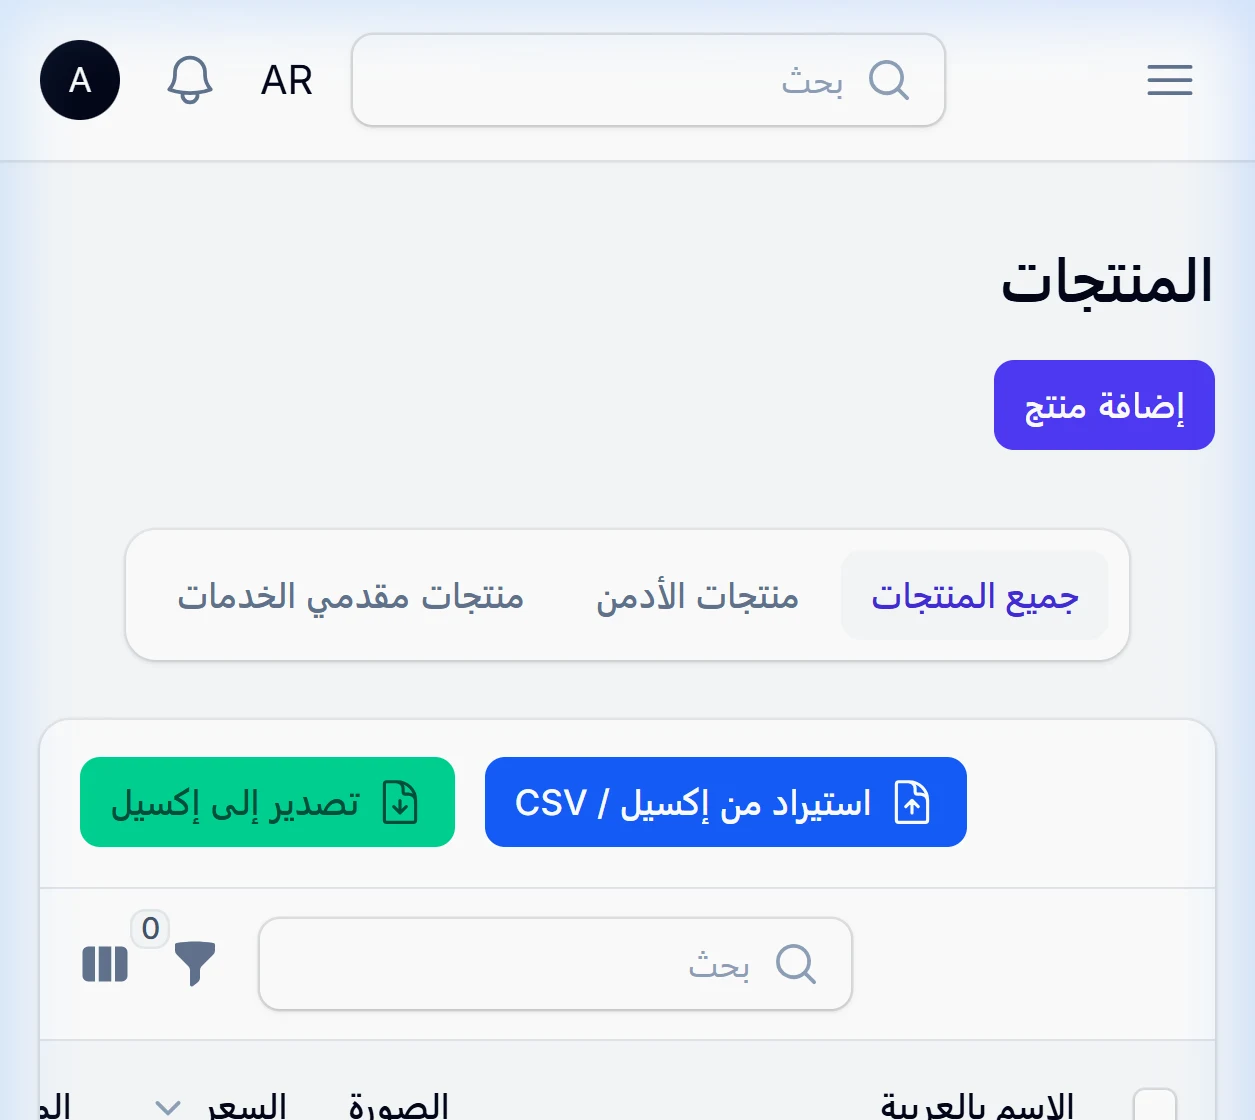 بحث AR A
المنتجات
إضافة منتج
جميع المنتجات منتجات الأدمن منتجات مقدمي الخدمات
استيراد من إكسيل / CSV تصدير إلى إكسيل
بحث 0
الاسم بالعربية الصورة السعر